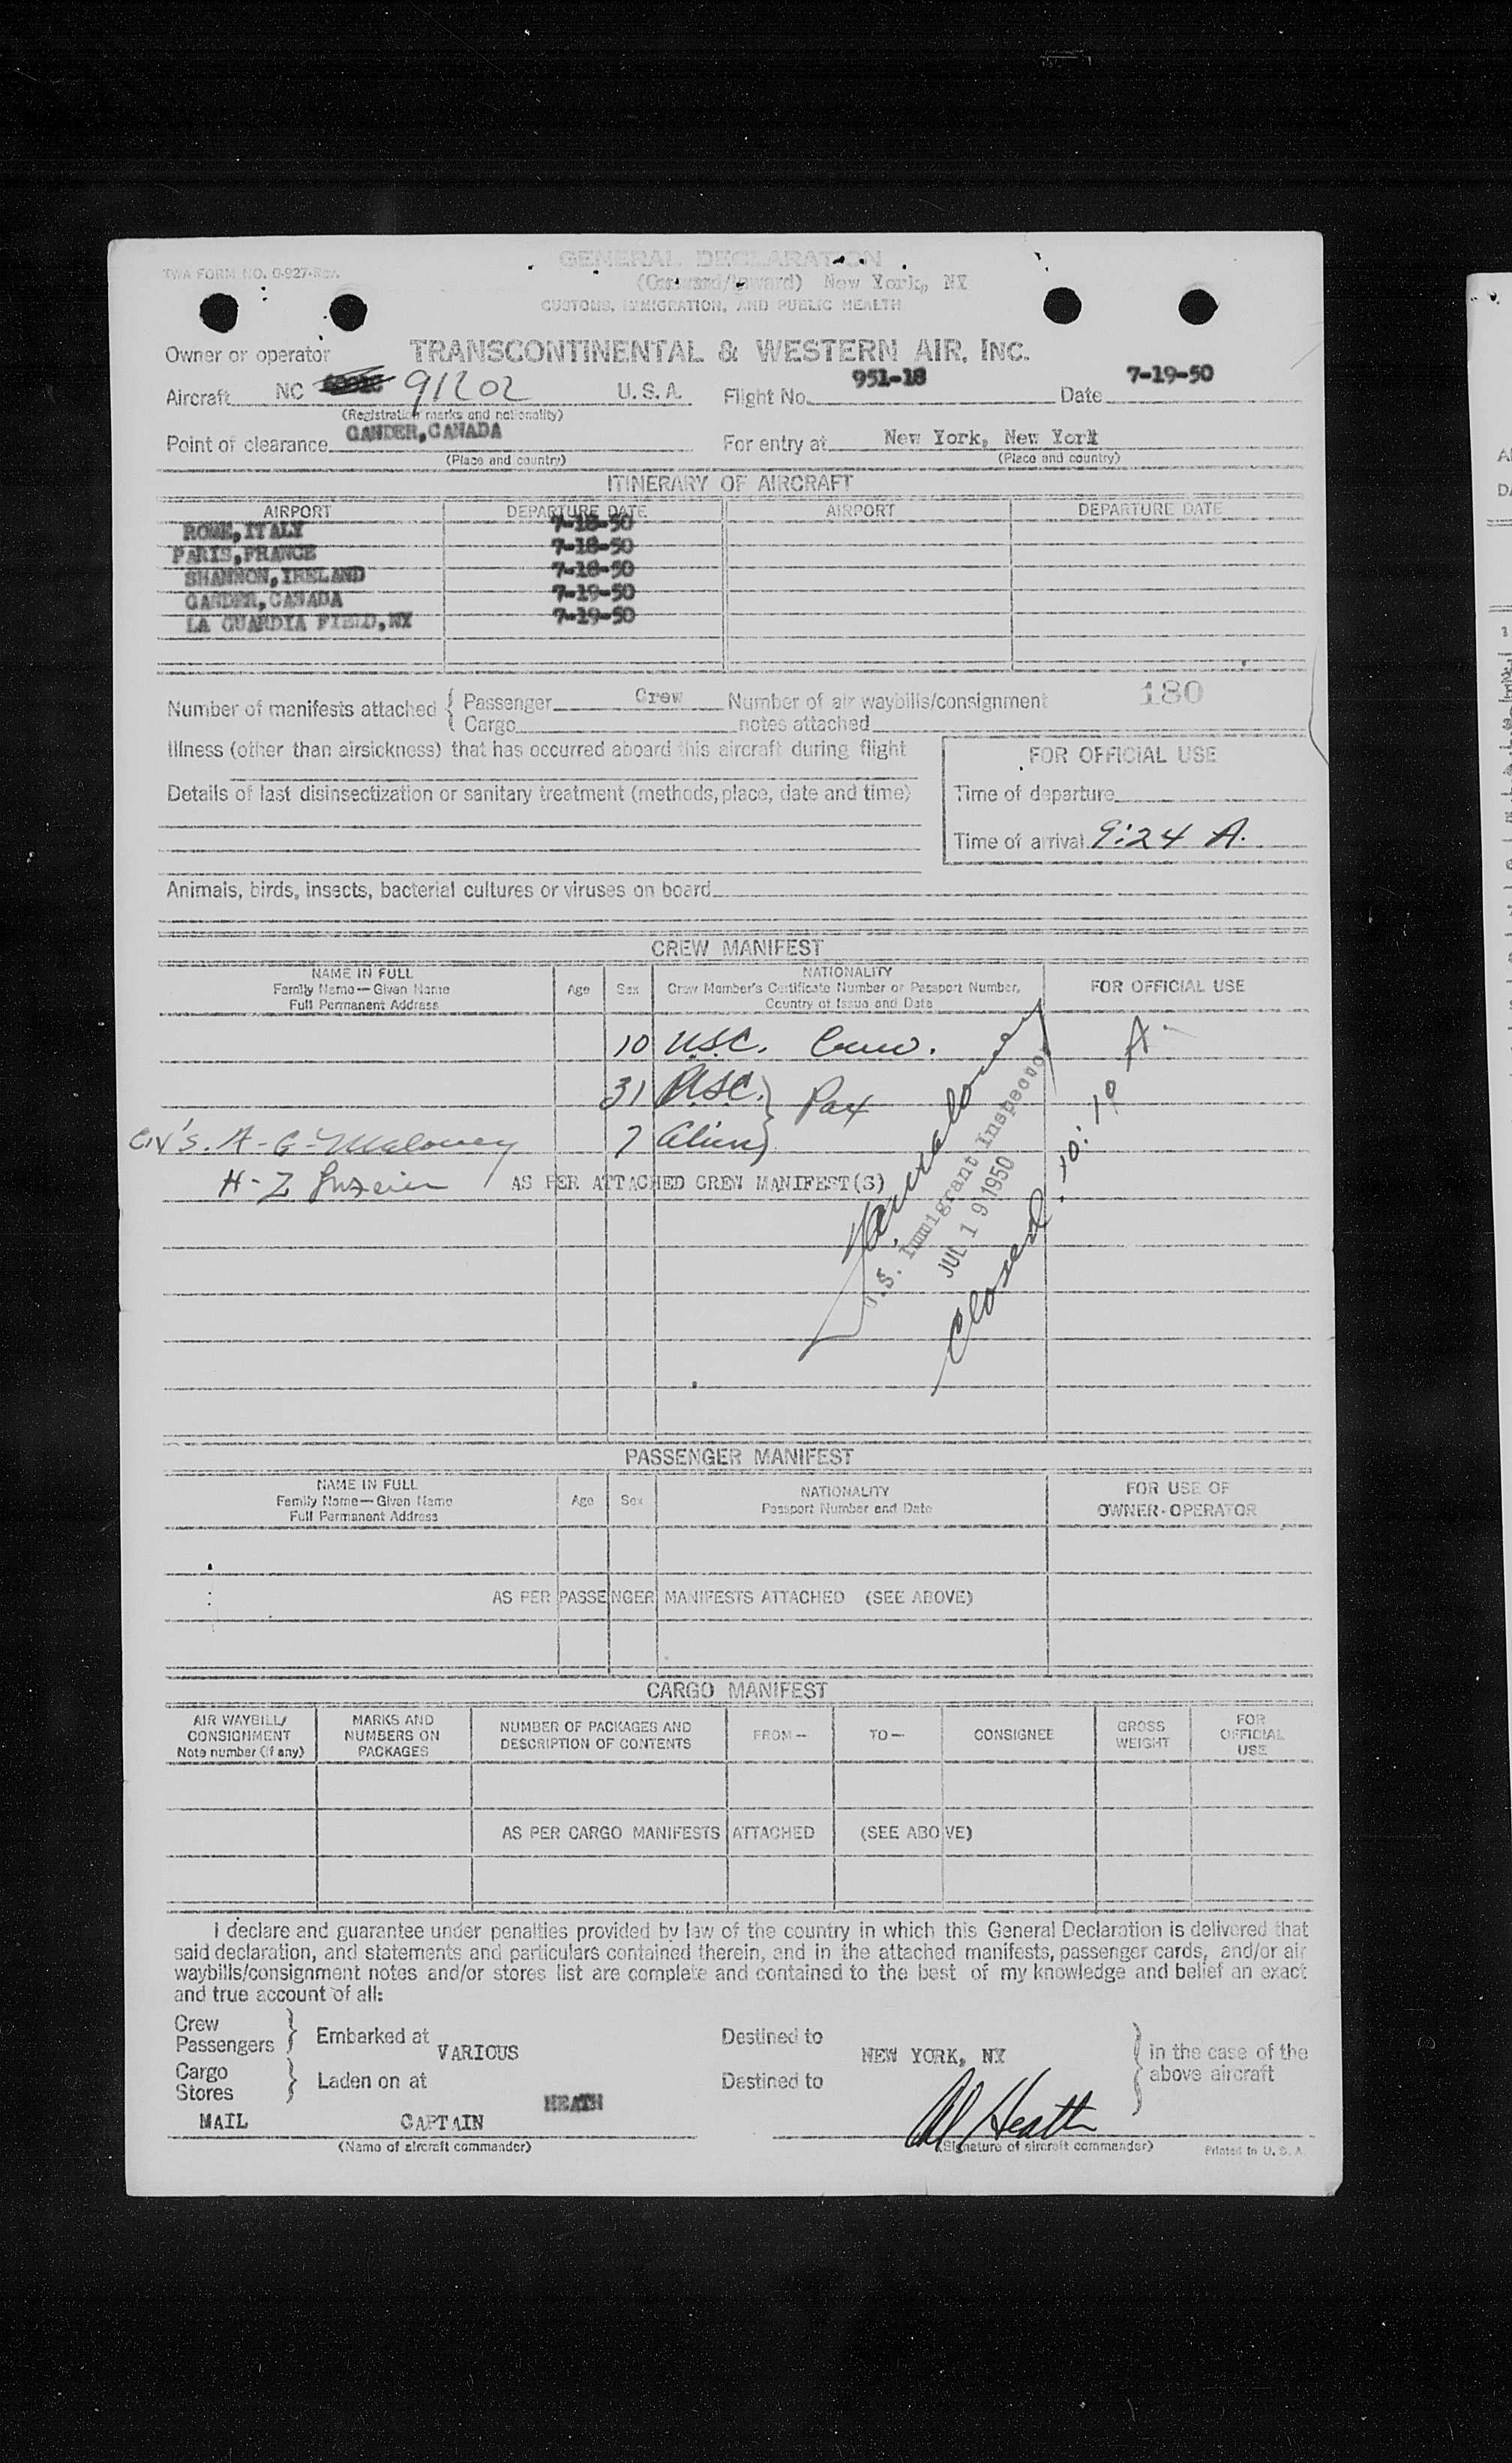 TWA FORM NO. 0-927-Rev.
GENERAL DECLARATION
(Outward/Inward) New York, NY
CUSTOMS, IMMIGRATION, AND PUBLIC HEALTH
Owner or operator TRANSCONTINENTAL & WESTERN AIR, INC.
Aircraft NC 91202 U.S.A. Flight No. 951-18 Date 7-19-50
(Registration marks and nationality)
Point of clearance GANDER, CANADA For entry at New York, New York
(Place and country) (Place and country)
ITINERARY OF AIRCRAFT
AIRPORT DEPARTURE DATE AIRPORT DEPARTURE DATE
ROME, ITALY 7-18-50
PARIS, FRANCE 7-18-50
SHANNON, IRELAND 7-18-50
GANDER, CANADA 7-19-50
LA GUARDIA FIELD, NY 7-19-50
Number of manifests attached { Passenger Crew Number of air waybills/consignment 180
Cargo notes attached
Illness (other than airsickness) that has occurred aboard this aircraft during flight
FOR OFFICIAL USE
Details of last disinsectization or sanitary treatment (methods, place, date and time)
Time of departure
Time of arrival 9:24 A.
Animals, birds, insects, bacterial cultures or viruses on board
CREW MANIFEST
NAME IN FULL
Family Name—Given Name
Full Permanent Address
Age Sex
NATIONALITY
Crew Member's Certificate Number or Passport Number,
Country of Issue and Date
FOR OFFICIAL USE
10 U.S.C. Crew.
31 U.S.C. } Pax
7 Alien
A. G. Maloney
H-Z
AS PER ATTACHED CREW MANIFEST(S)
U.S. Immigrant Inspector
JUL 19 1950
Closed: 10:10 A.
PASSENGER MANIFEST
NAME IN FULL
Family Name—Given Name
Full Permanent Address
Age Sex
NATIONALITY
Passport Number and Date
FOR USE OF
OWNER-OPERATOR
AS PER PASSENGER MANIFESTS ATTACHED (SEE ABOVE)
CARGO MANIFEST
AIR WAYBILL/
CONSIGNMENT
Note number (if any)
MARKS AND
NUMBERS ON
PACKAGES
NUMBER OF PACKAGES AND
DESCRIPTION OF CONTENTS
FROM—
TO—
CONSIGNEE
GROSS
WEIGHT
FOR
OFFICIAL
USE
AS PER CARGO MANIFESTS ATTACHED (SEE ABOVE)
I declare and guarantee under penalties provided by law of the country in which this General Declaration is delivered that
said declaration, and statements and particulars contained therein, and in the attached manifests, passenger cards, and/or air
waybills/consignment notes and/or stores list are complete and contained to the best of my knowledge and belief an exact
and true account of all:
Crew
Passengers } Embarked at VARIOUS Destined to NEW YORK, NY } in the case of the
above aircraft
Cargo
Stores } Laden on at Destined to
MAIL CAPTAIN HEATH Al Heath
(Name of aircraft commander) (Signature of aircraft commander) Printed in U. S. A.